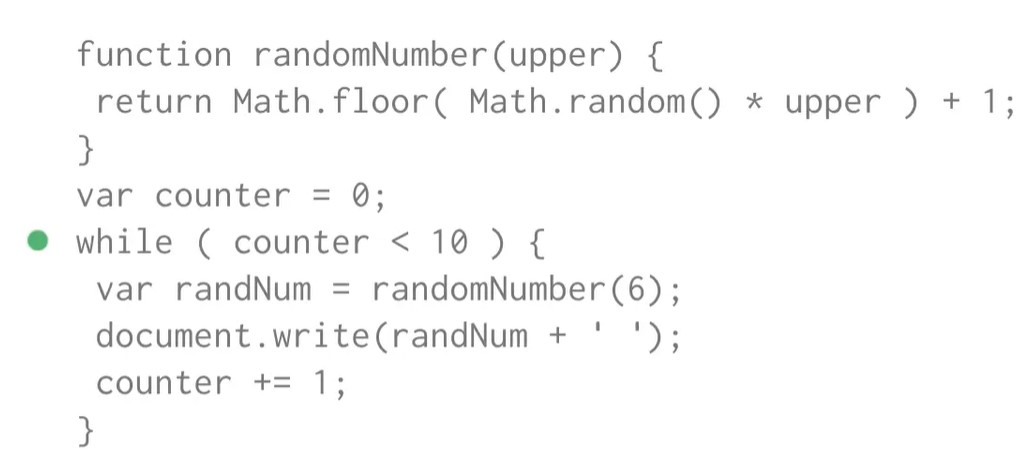 function randomNumber(upper) {
 return Math.floor( Math.random() * upper ) + 1;
}
var counter = 0;
while ( counter < 10 ) {
 var randNum = randomNumber(6);
 document.write(randNum + ' ');
 counter += 1;
}